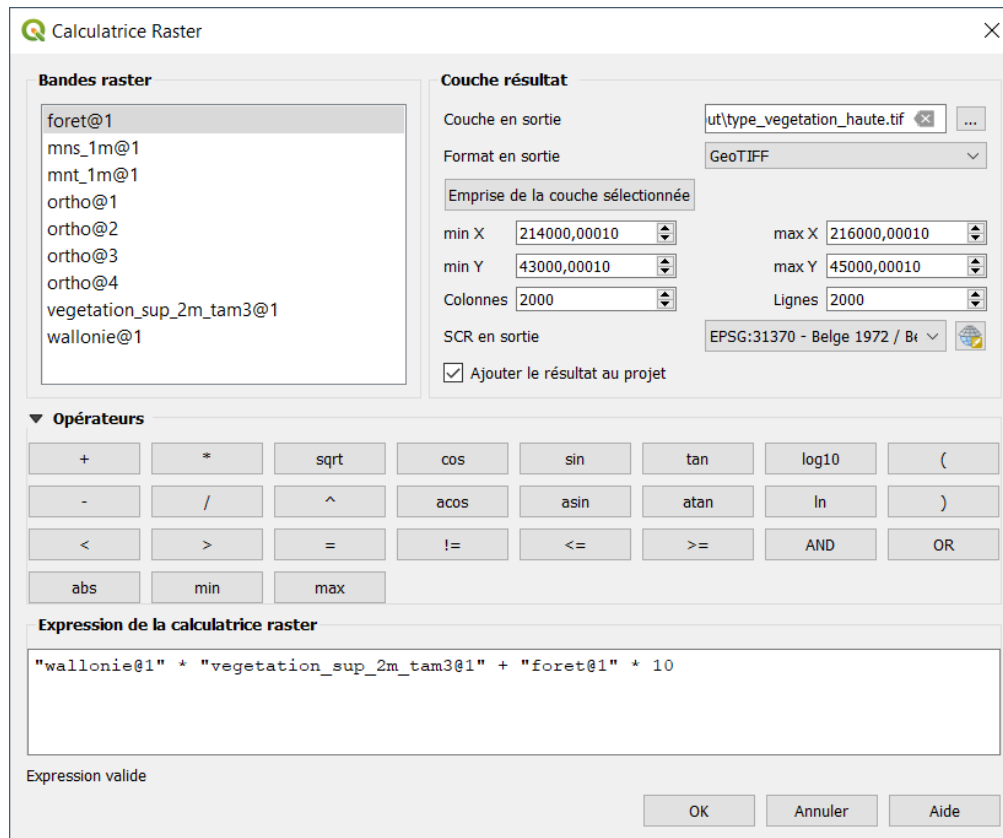 Calculatrice Raster
Bandes raster
foret@1
mns_1m@1
mnt_1m@1
ortho@1
ortho@2
ortho@3
ortho@4
vegetation_sup_2m_tam3@1
wallonie@1
Couche résultat
Couche en sortie ut\type_vegetation_haute.tif ...
Format en sortie GeoTIFF
Emprise de la couche sélectionnée
min X 214000,00010 max X 216000,00010
min Y 43000,00010 max Y 45000,00010
Colonnes 2000 Lignes 2000
SCR en sortie EPSG:31370 - Belge 1972 / Be
Ajouter le résultat au projet
Opérateurs
+ * sqrt cos sin tan log10 (
- / ^ acos asin atan ln )
< > = != <= >= AND OR
abs min max
Expression de la calculatrice raster
"wallonie@1" * "vegetation_sup_2m_tam3@1" + "foret@1" * 10
Expression valide
OK Annuler Aide